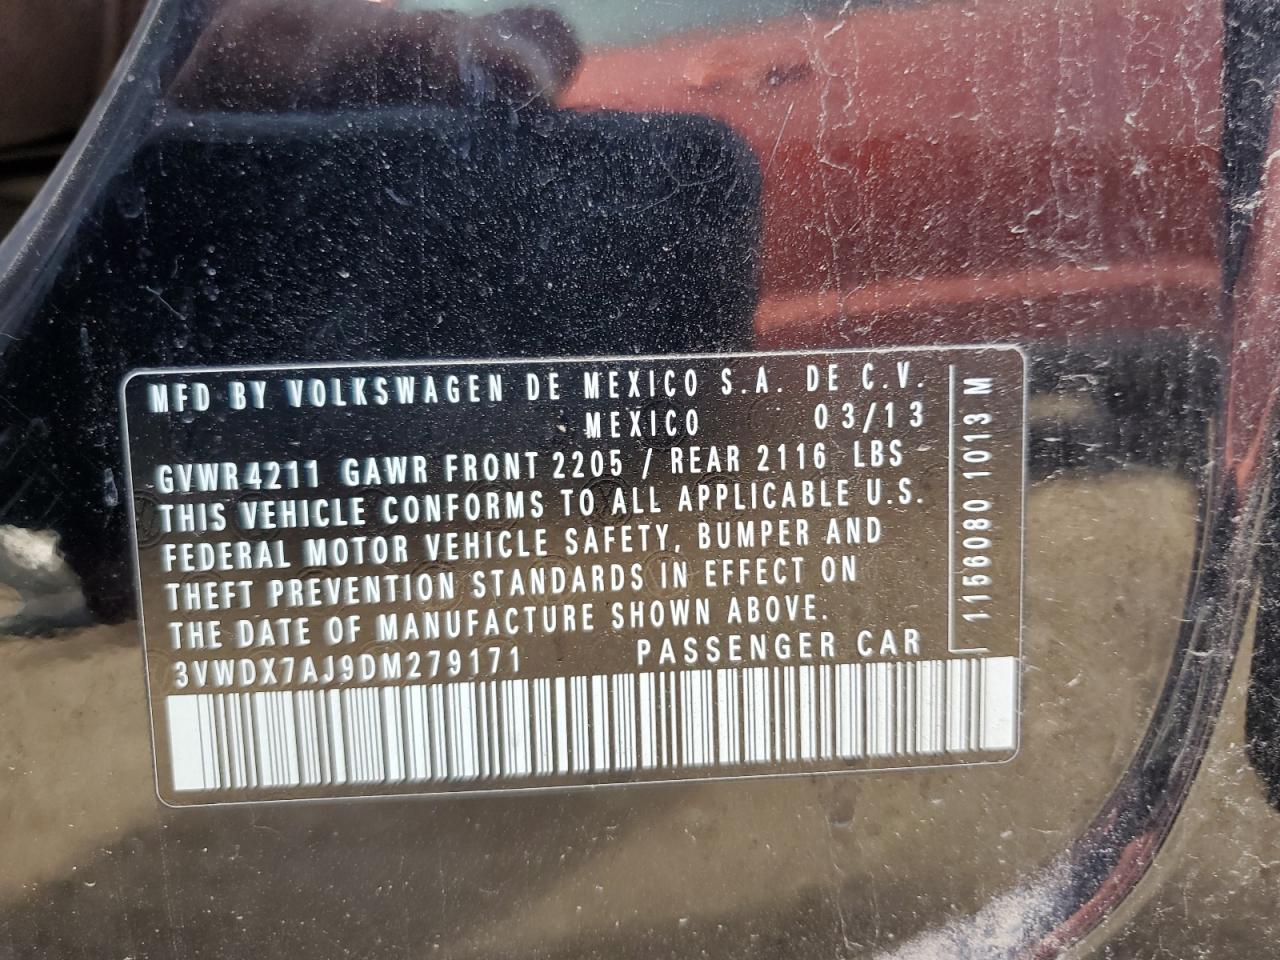 MFD BY VOLKSWAGEN DE MEXICO S.A. DE C.V.
MEXICO 03/13
GVWR 4211 GAWR FRONT 2205 / REAR 2116 LBS
THIS VEHICLE CONFORMS TO ALL APPLICABLE U.S.
FEDERAL MOTOR VEHICLE SAFETY, BUMPER AND
THEFT PREVENTION STANDARDS IN EFFECT ON
THE DATE OF MANUFACTURE SHOWN ABOVE.
3VWDX7AJ9DM279171 PASSENGER CAR
1156080 1013 M